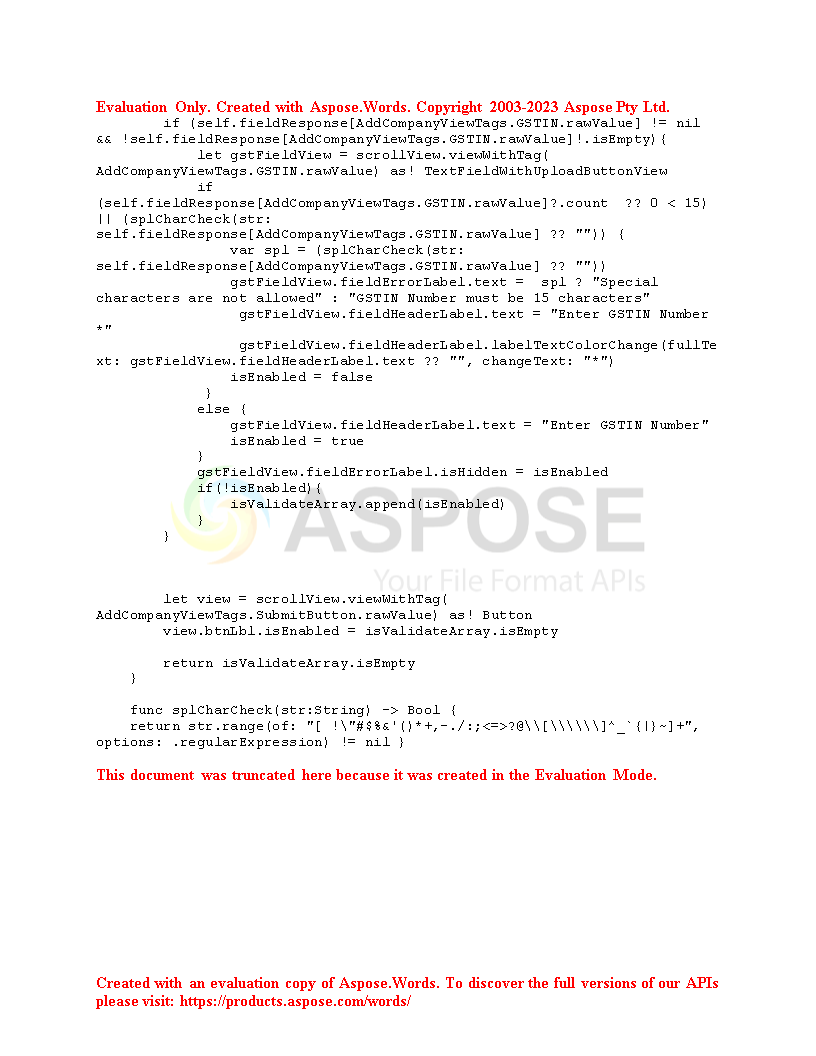 Evaluation Only. Created with Aspose.Words. Copyright 2003-2023 Aspose Pty Ltd.
        if (self.fieldResponse[AddCompanyViewTags.GSTIN.rawValue] != nil
&& !self.fieldResponse[AddCompanyViewTags.GSTIN.rawValue]!.isEmpty){
            let gstFieldView = scrollView.viewWithTag(
AddCompanyViewTags.GSTIN.rawValue) as! TextFieldWithUploadButtonView
            if
(self.fieldResponse[AddCompanyViewTags.GSTIN.rawValue]?.count  ?? 0 < 15)
|| (splCharCheck(str:
self.fieldResponse[AddCompanyViewTags.GSTIN.rawValue] ?? "")) {
                var spl = (splCharCheck(str:
self.fieldResponse[AddCompanyViewTags.GSTIN.rawValue] ?? ""))
                gstFieldView.fieldErrorLabel.text =  spl ? "Special
characters are not allowed" : "GSTIN Number must be 15 characters"
                 gstFieldView.fieldHeaderLabel.text = "Enter GSTIN Number
*"
                 gstFieldView.fieldHeaderLabel.labelTextColorChange(fullTe
xt: gstFieldView.fieldHeaderLabel.text ?? "", changeText: "*")
                isEnabled = false
             }
            else {
                gstFieldView.fieldHeaderLabel.text = "Enter GSTIN Number"
                isEnabled = true
            }
            gstFieldView.fieldErrorLabel.isHidden = isEnabled
            if(!isEnabled){
                isValidateArray.append(isEnabled)
            }
        }
ASPOSE
Your File Format APIs
        let view = scrollView.viewWithTag(
AddCompanyViewTags.SubmitButton.rawValue) as! Button
        view.btnLbl.isEnabled = isValidateArray.isEmpty
        return isValidateArray.isEmpty
    }
    func splCharCheck(str:String) -> Bool {
    return str.range(of: "[ !\"#$%&'()*+,-./:;<=>?@\\[\\\\\\]^_`{|}~]+",
options: .regularExpression) != nil }
This document was truncated here because it was created in the Evaluation Mode.
Created with an evaluation copy of Aspose.Words. To discover the full versions of our APIs
please visit: https://products.aspose.com/words/